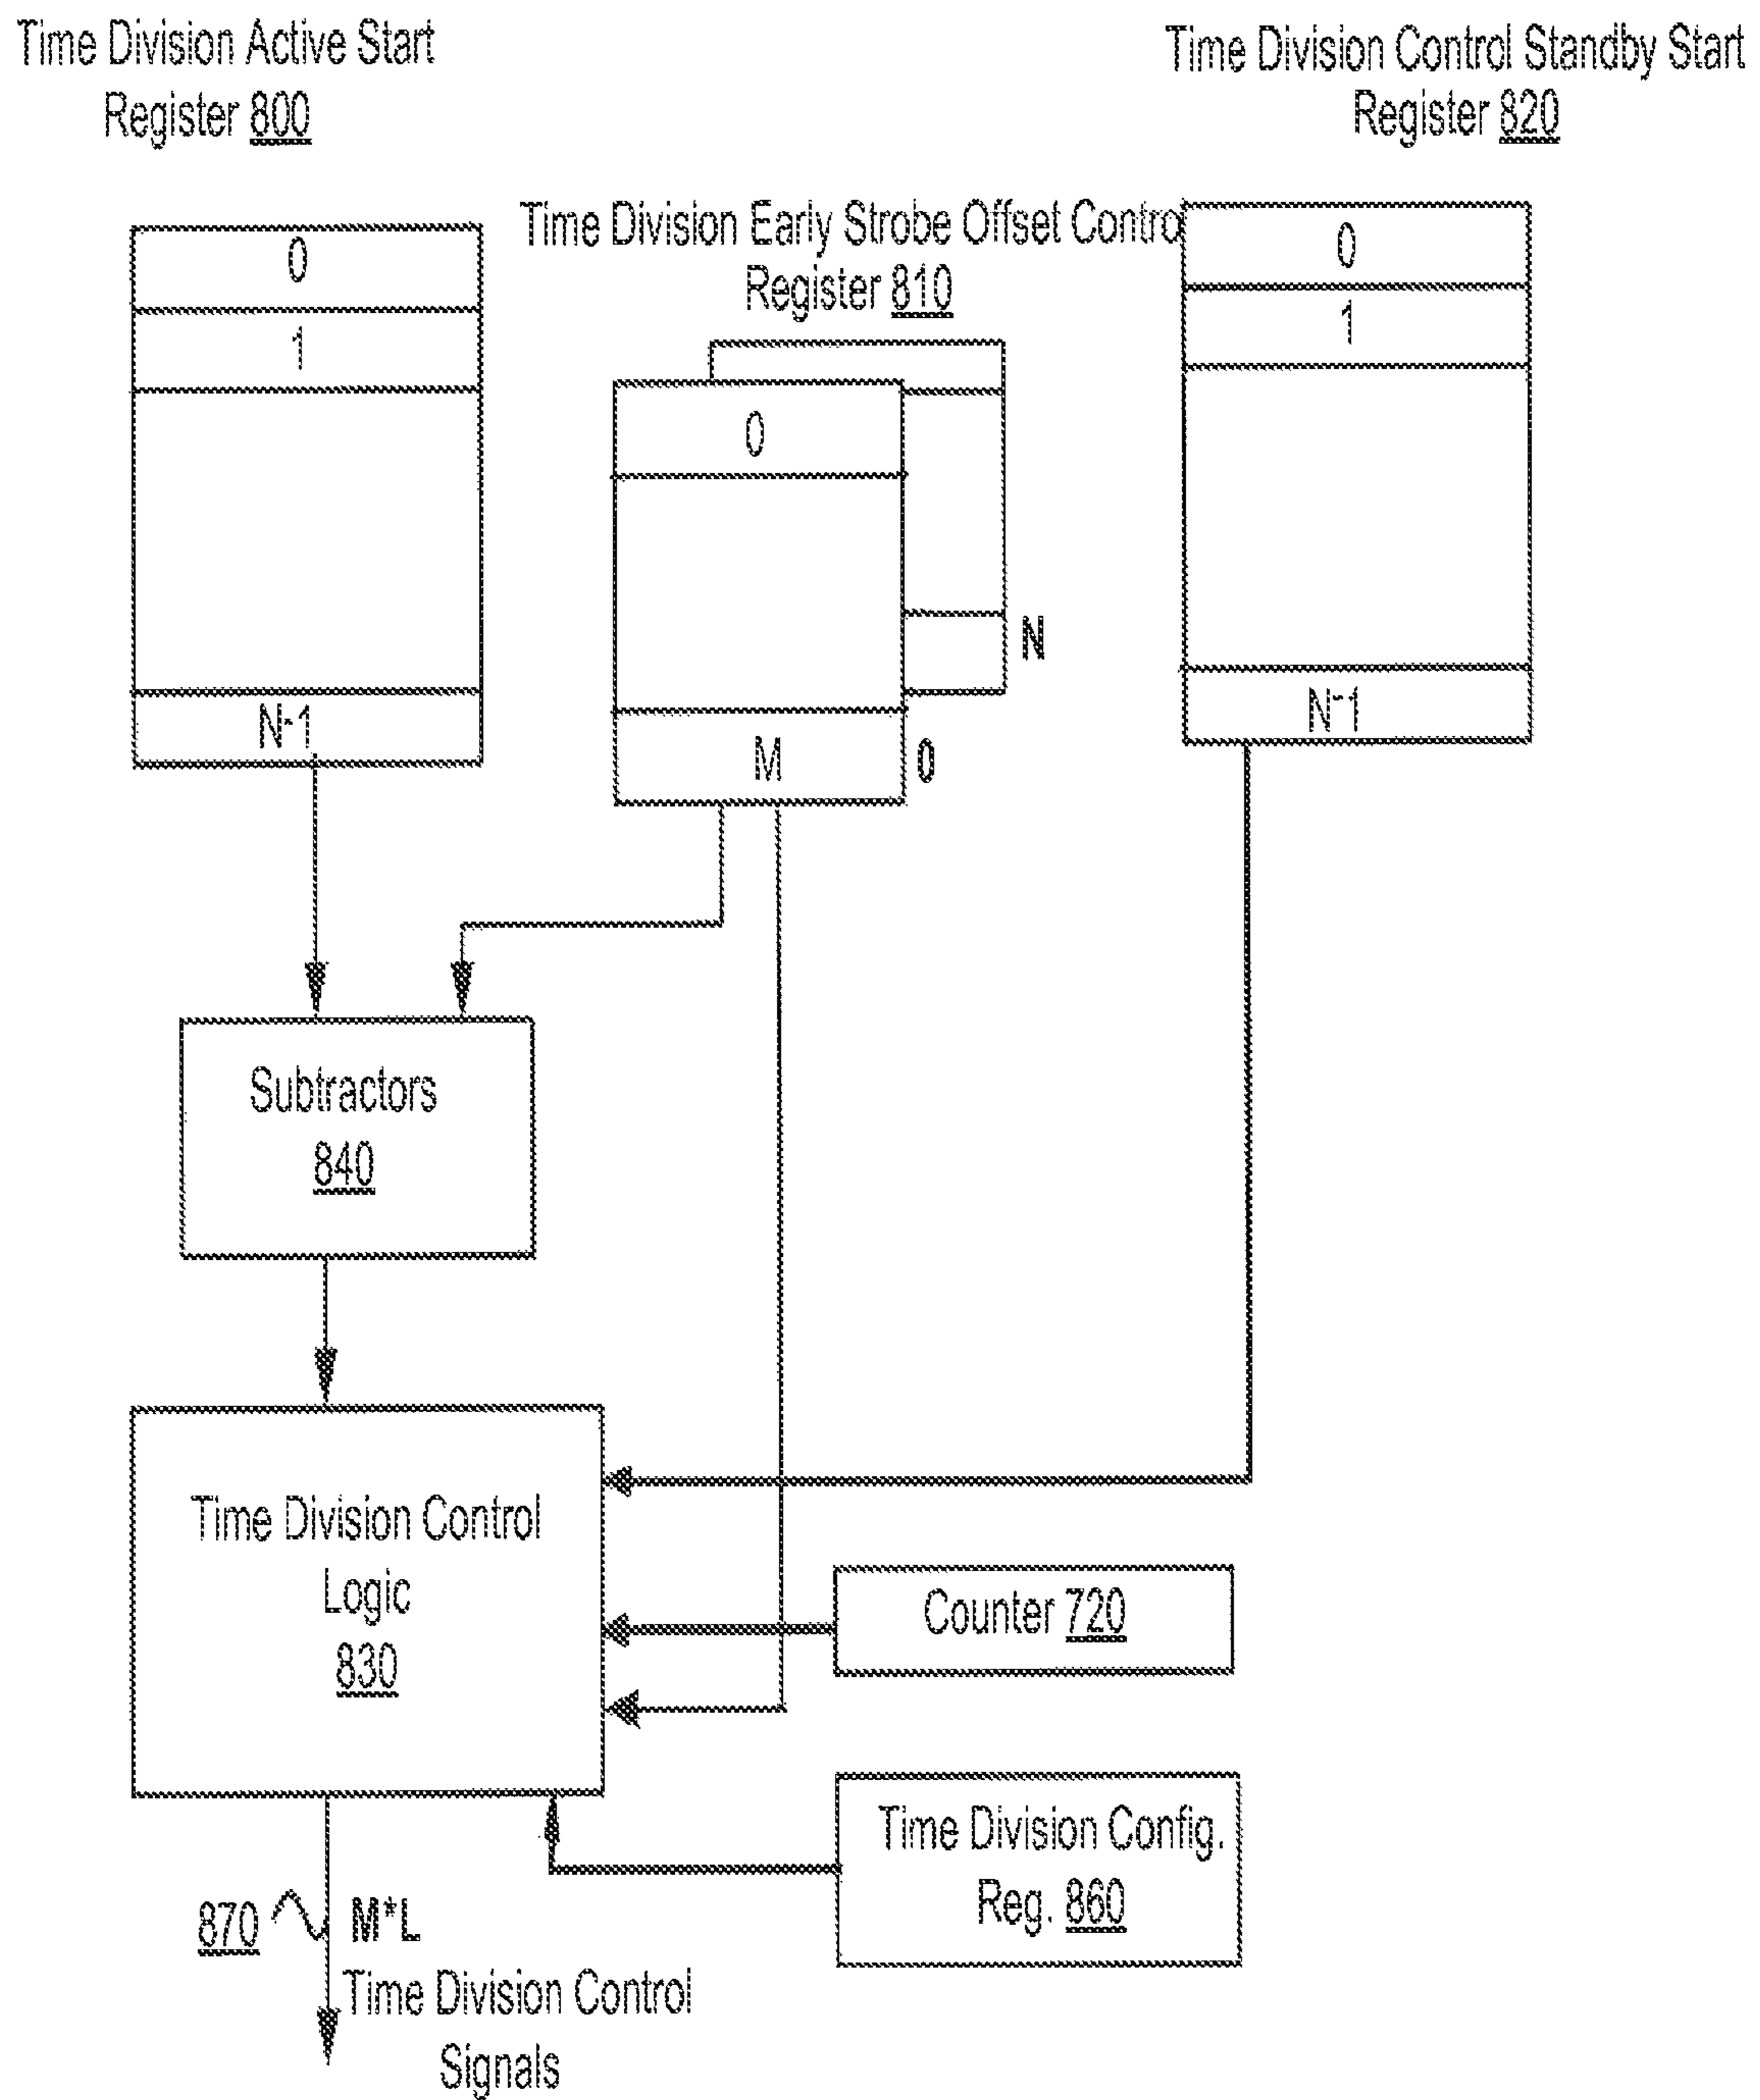 Time Division Active Start
Register 800
Time Division Control Standby Start
Register 820
Time Division Early Strobe Offset Contro
Register 810
0
1
N-1
0
M
N
0
0
1
N-1
Subtractors
840
Time Division Control
Logic
830
Counter 720
Time Division Config.
Reg. 860
870
M*L
Time Division Control
Signals